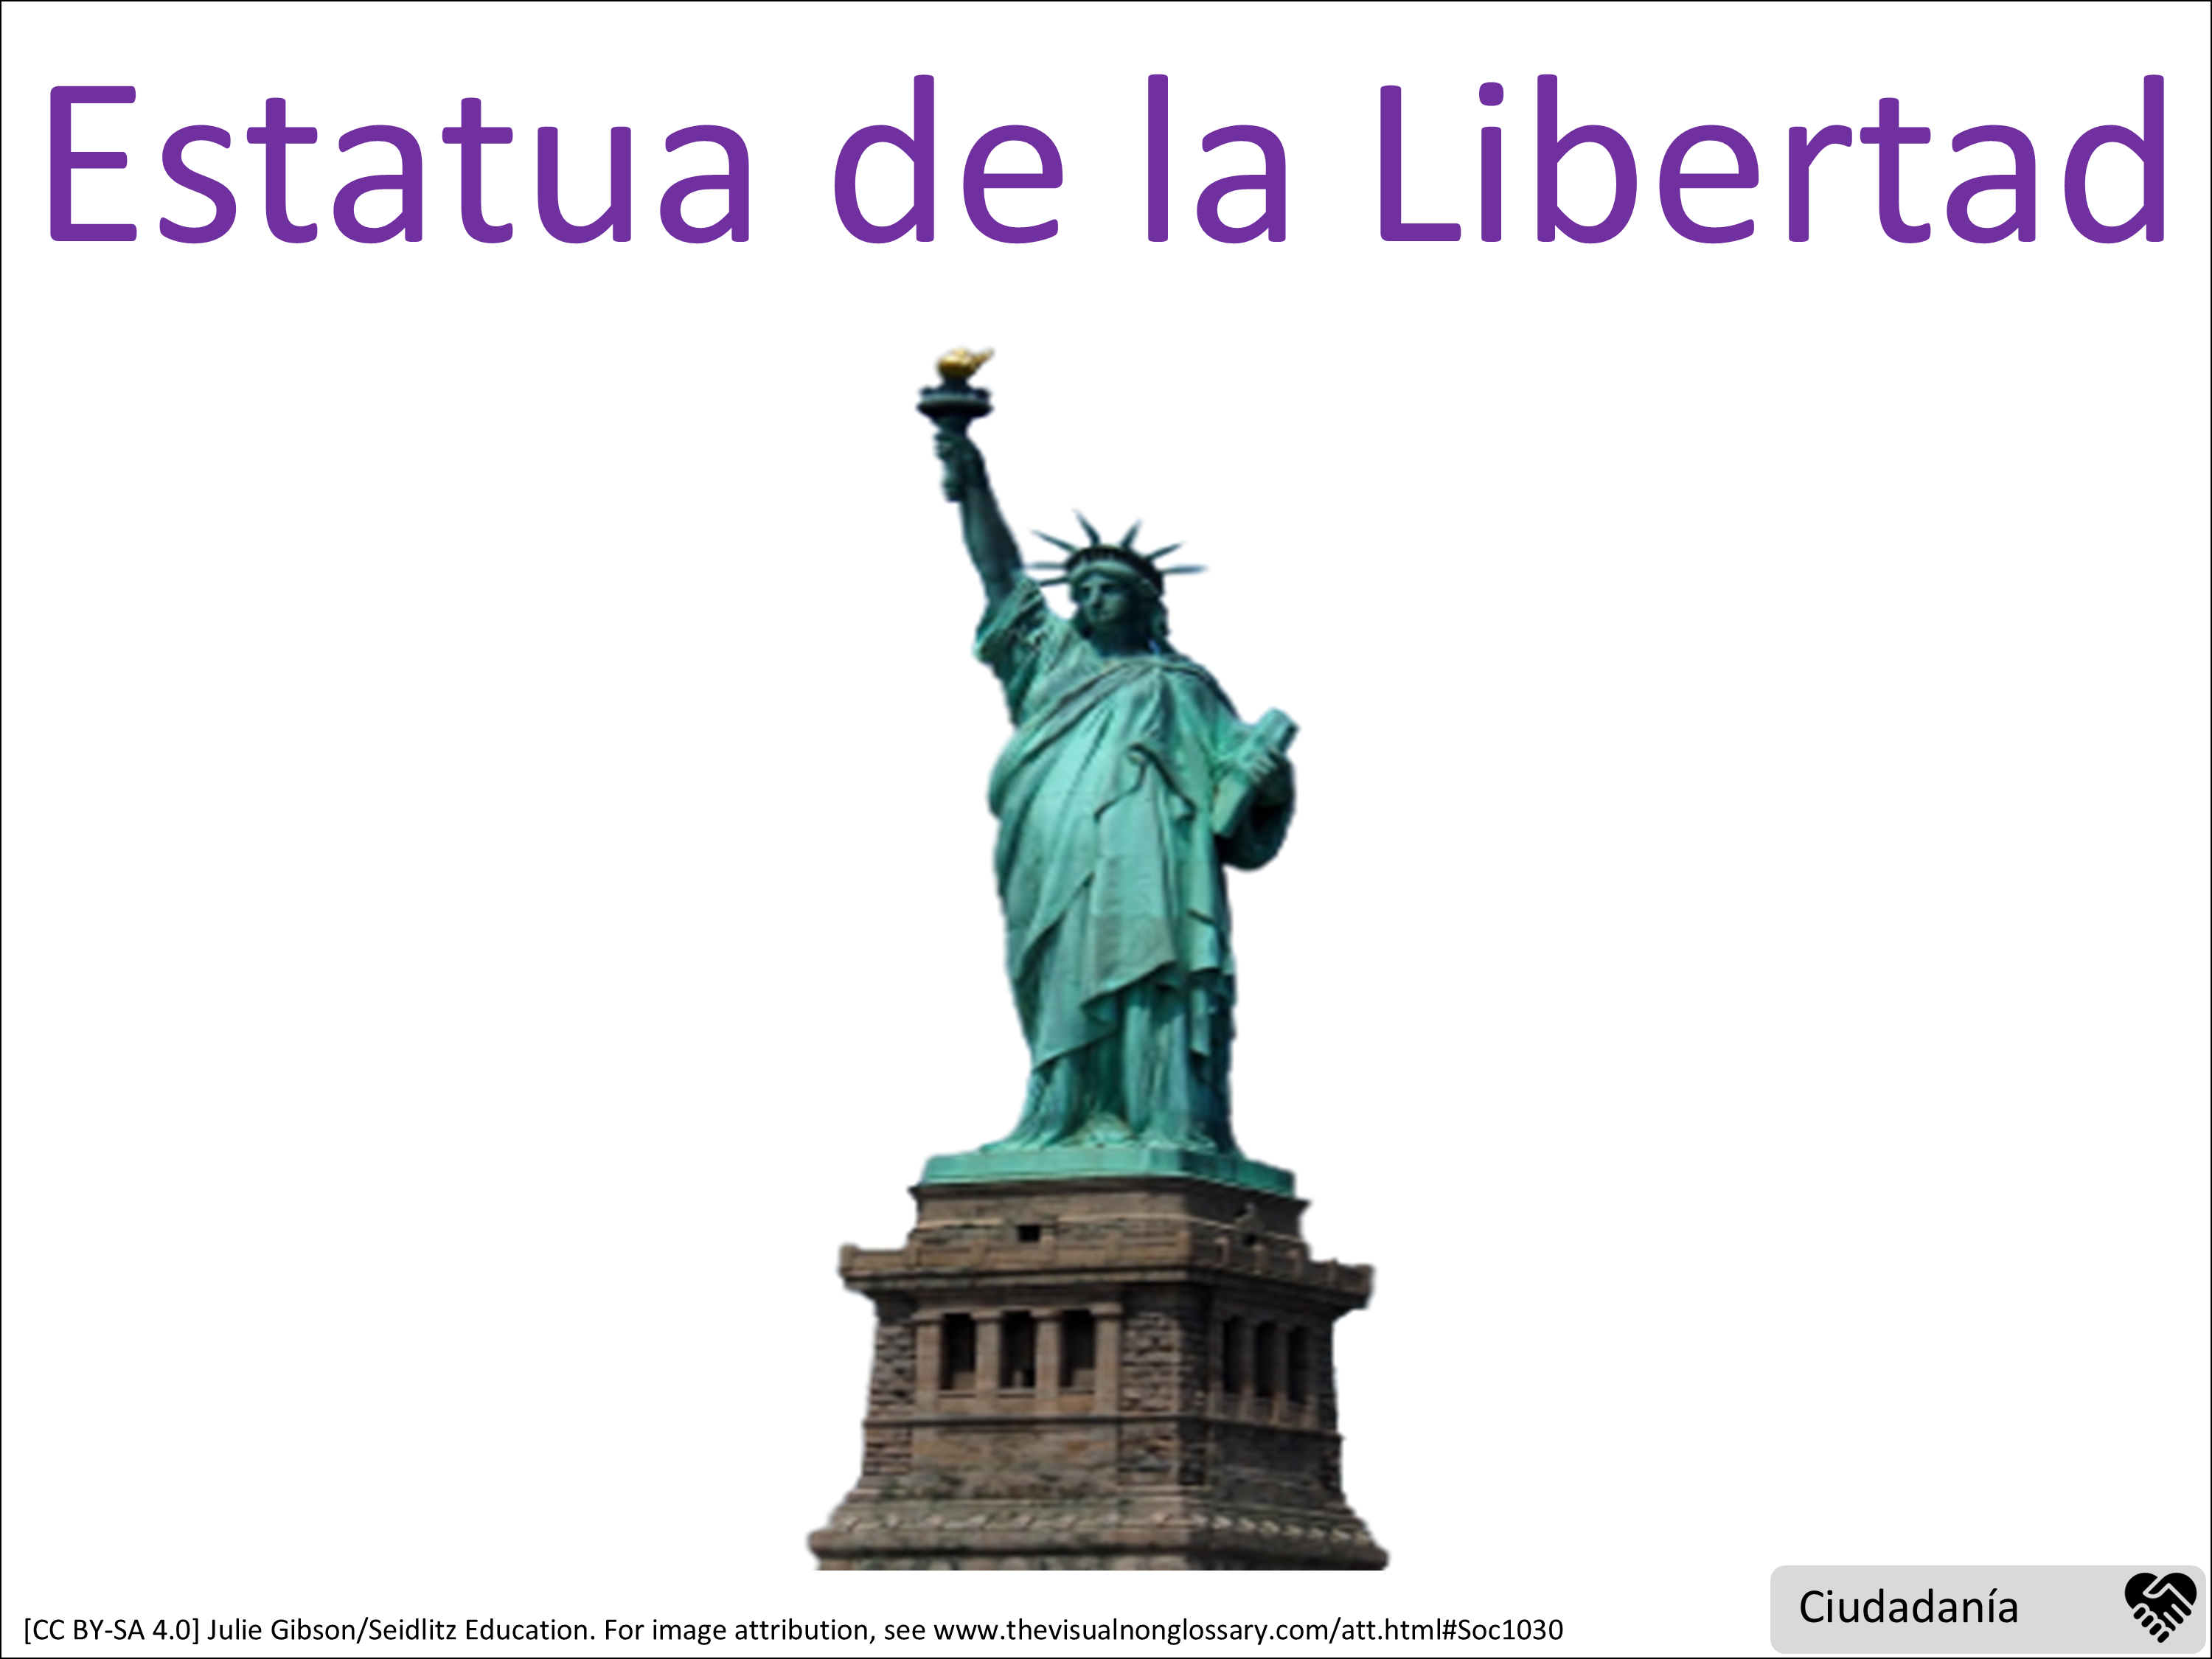 Estatua de la Libertad
[CC BY-SA 4.0] Julie Gibson/Seidlitz Education. For image attribution, see www.thevisualnonglossary.com/att.html#Soc1030
Ciudadanía